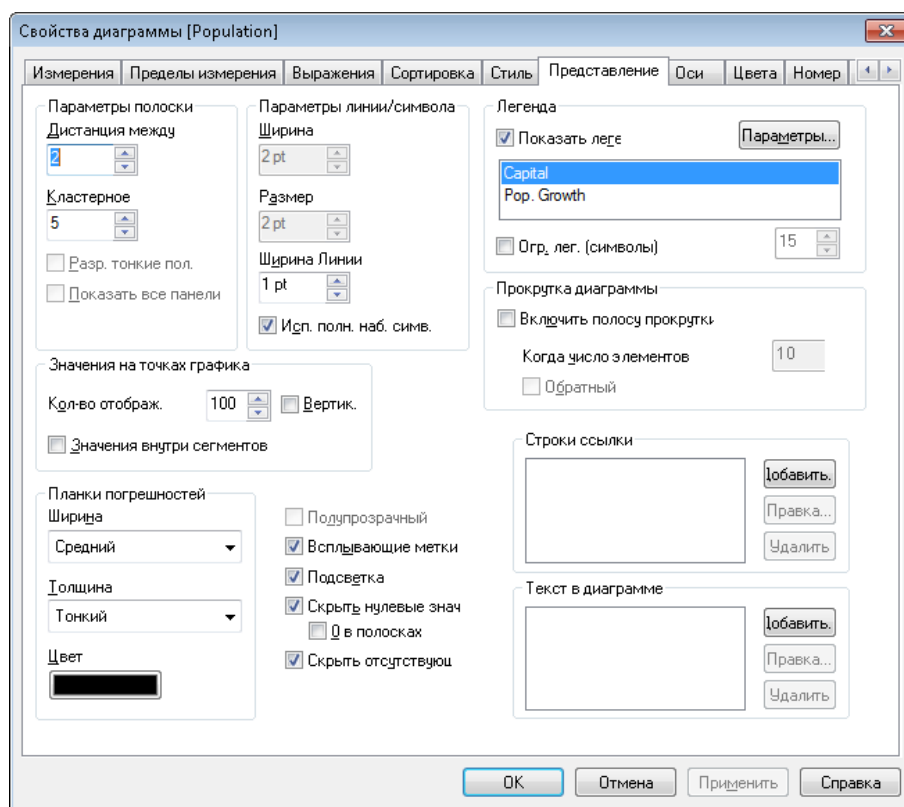 Свойства диаграммы [Population]
Измерения Пределы измерения Выражения Сортировка Стиль Представление Оси Цвета Номер
Параметры полоски
Дистанция между
2
Кластерное
5
Разр. тонкие пол.
Показать все панели
Параметры линии/символа
Ширина
2 pt
Размер
2 pt
Ширина Линии
1 pt
Исп. полн. наб. симв.
Легенда
Показать леге
Параметры...
Capital
Pop. Growth
Огр. лег. (символы)
15
Прокрутка диаграммы
Включить полосу прокрутки
Когда число элементов
10
Обратный
Значения на точках графика
Кол-во отображ.
100
Вертик.
Значения внутри сегментов
Планки погрешностей
Ширина
Средний
Толщина
Тонкий
Цвет
Полупрозрачный
Всплывающие метки
Подсветка
Скрыть нулевые знач
0 в полосках
Скрыть отсутствующ
Строки ссылки
Добавить.
Правка...
Удалить
Текст в диаграмме
Добавить.
Правка...
Удалить
OK
Отмена
Применить
Справка